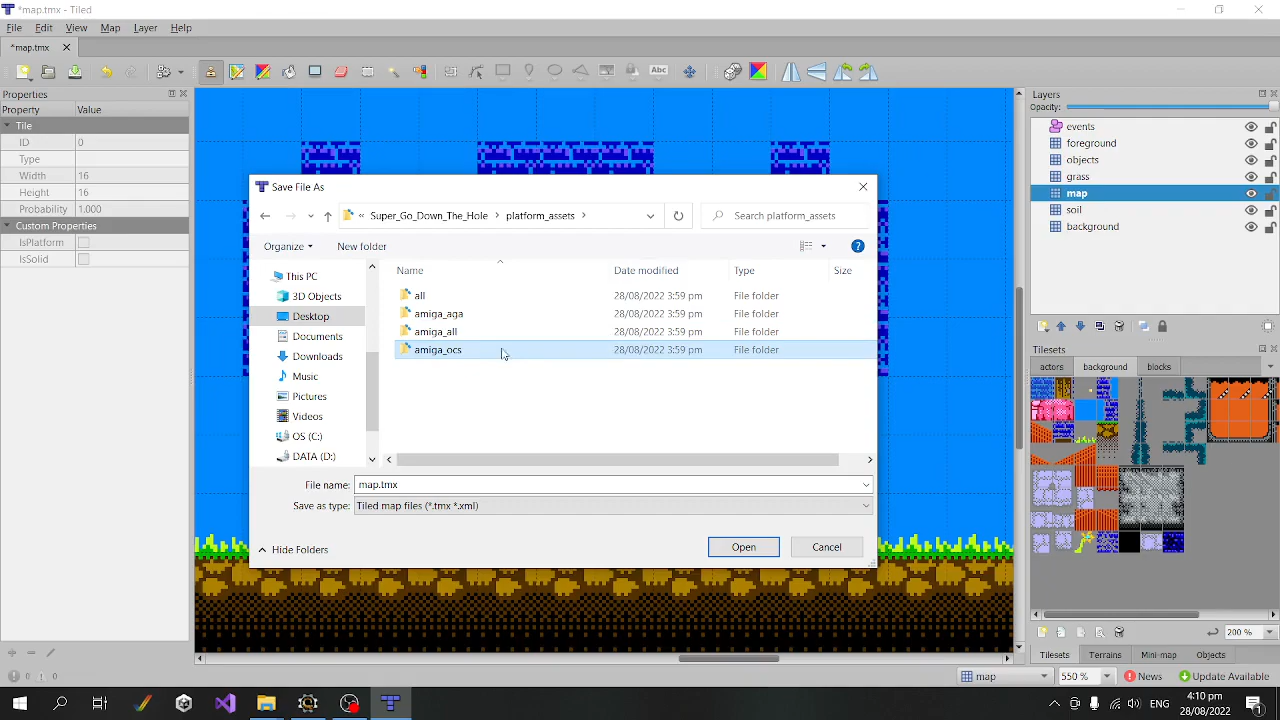 *map.tmx - Tiled
File Edit View Map Layer Help
*map.tmx
Abc
Properties
Property Value
Tile
ID 0
Type
Width 16
Height 16
Probability 1.000
Custom Properties
IsPlatform
IsSolid
0 0
Save File As
« Super_Go_Down_The_Hole > platform_assets >
Search platform_assets
Organize New folder
This PC
3D Objects
Desktop
Documents
Downloads
Music
Pictures
Videos
OS (C:)
DATA (D:)
Name Date modified Type Size
all 28/08/2022 3:59 pm File folder
amiga_aga 28/08/2022 3:59 pm File folder
amiga_all 28/08/2022 3:59 pm File folder
amiga_ocs 28/08/2022 3:59 pm File folder
File name: map.tmx
Save as type: Tiled map files (*.tmx *.xml)
Hide Folders Open Cancel
Layers
Opacity:
events
foreground
objects
grass
map
soil
background
Tilesets
actors background blocks
200 %
Tilesets Terrains Mini-map Objects
map 550 % News Update Available
4:10 pm
28/08/2022
1